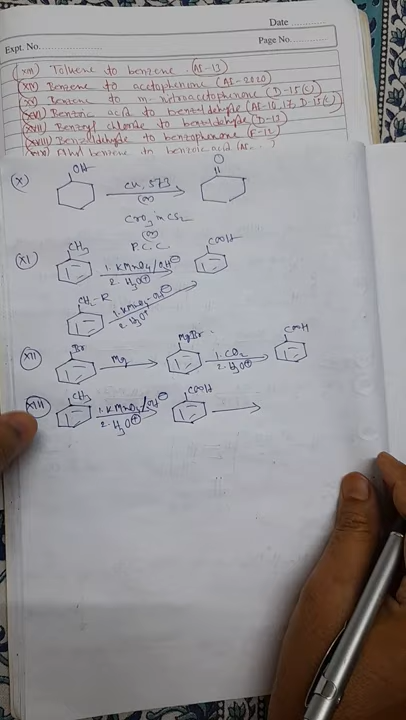 Date ............
Expt. No.................... Page No..............
(XIII) Toluene to benzene. (AI-13)
(XIV) Benzene to acetophenone (AI-2020)
(XV) Benzene to m-nitroacetophenone (D-15(C))
(XVI) Benzoic acid to benzaldehyde (AI-10, 17, D-15(C))
(XVII) Benzoyl chloride to benzaldehyde (D-13)
(XVIII) Benzaldehyde to benzophenone (F-12)
Ethyl benzene to benzoic acid
(X) OH Cu, 573 O
(or)
CrO3 in CS2
(or)
P.C.C.
(XI) CH3 1. KMnO4/OH⊖ 2. H3O⊕ COOH
CH2-R 1. KMnO4-OH⊖ 2. H3O+
(XII) Br Mg MgBr 1. CO2 2. H3O⊕ COOH
(XIII) CH3 1. KMnO4/OH⊖ 2. H3O⊕ COOH